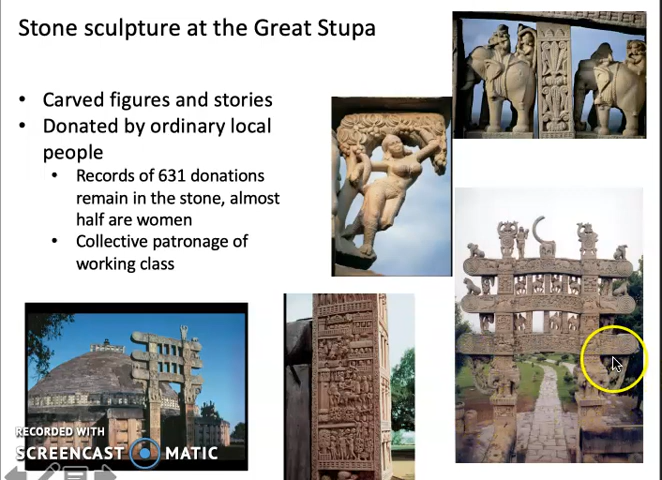 Stone sculpture at the Great Stupa
• Carved figures and stories
• Donated by ordinary local
people
• Records of 631 donations
remain in the stone, almost
half are women
• Collective patronage of
working class
RECORDED WITH
SCREENCAST MATIC